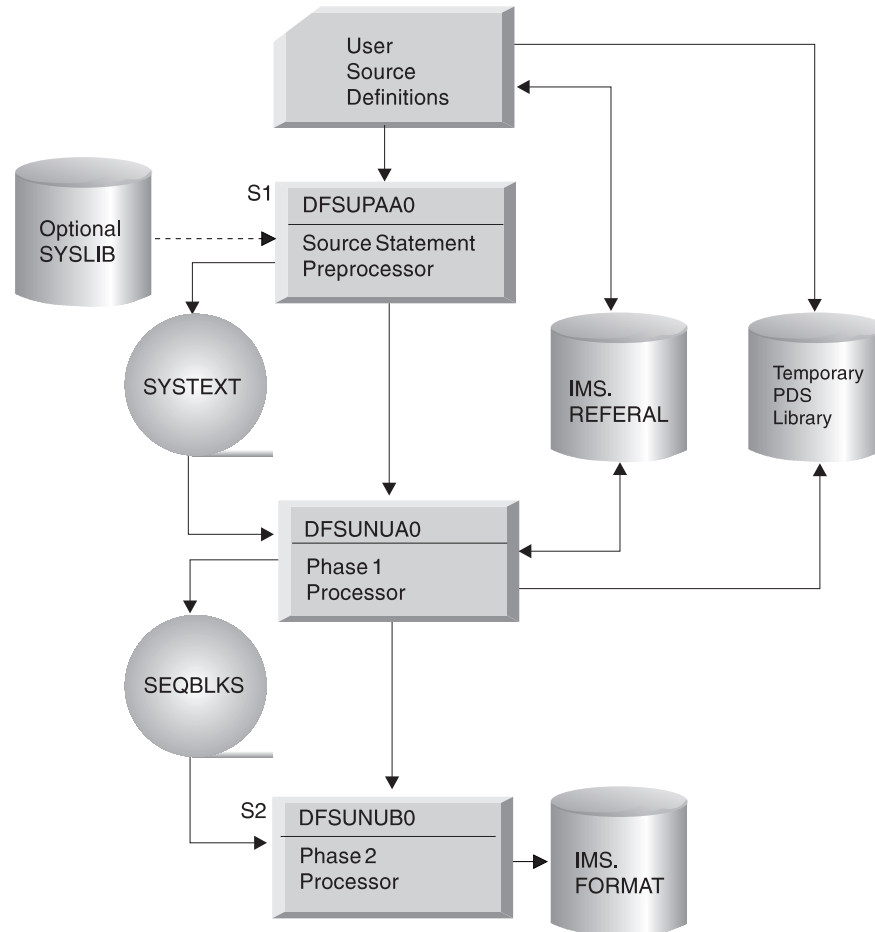 User
Source
Definitions
S1
DFSUPAA0
Optional
SYSLIB
Source Statement
Preprocessor
SYSTEXT
IMS.
REFERAL
Temporary
PDS
Library
DFSUNUA0
Phase 1
Processor
SEQBLKS
S2
DFSUNUB0
Phase 2
Processor
IMS.
FORMAT